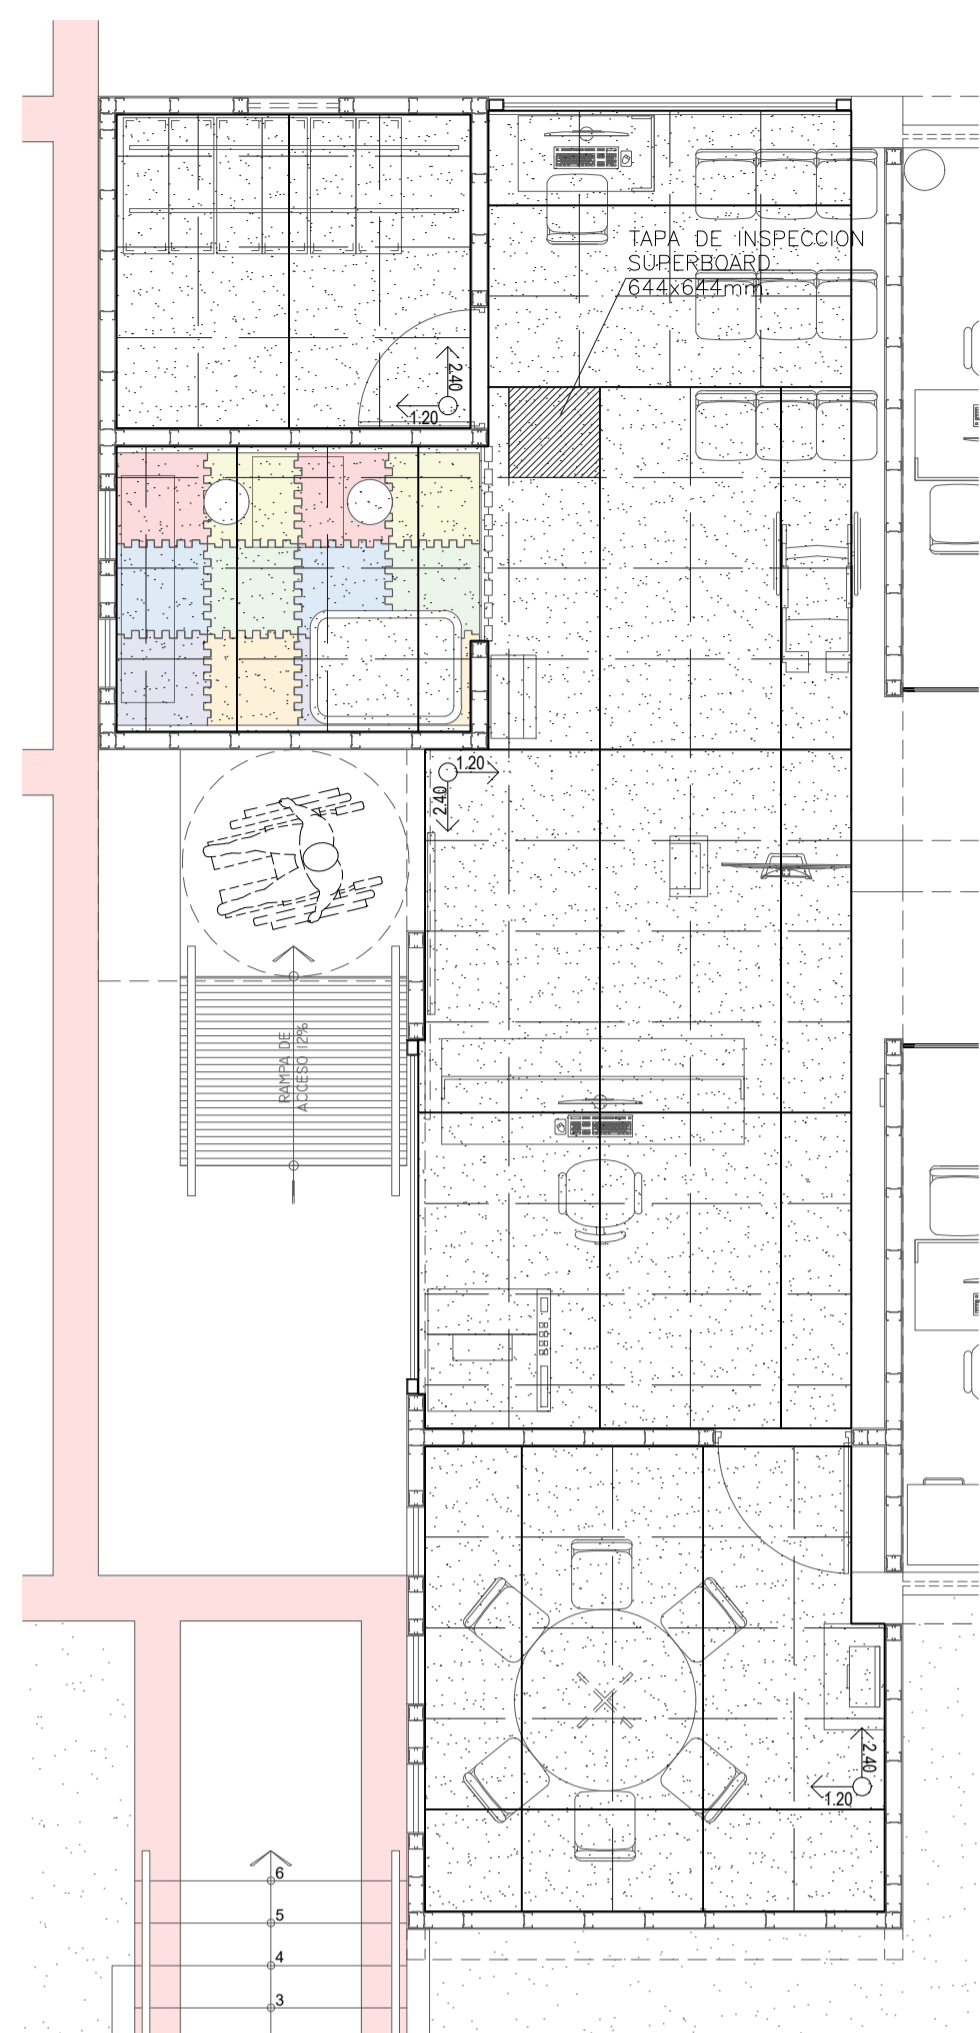 TAPA DE INSPECCION
SUPERBOARD
644x644mm.
2.40
1.20
1.20
2.40
RAMPA DE
ACCESO 12%
2.40
1.20
6
5
4
3